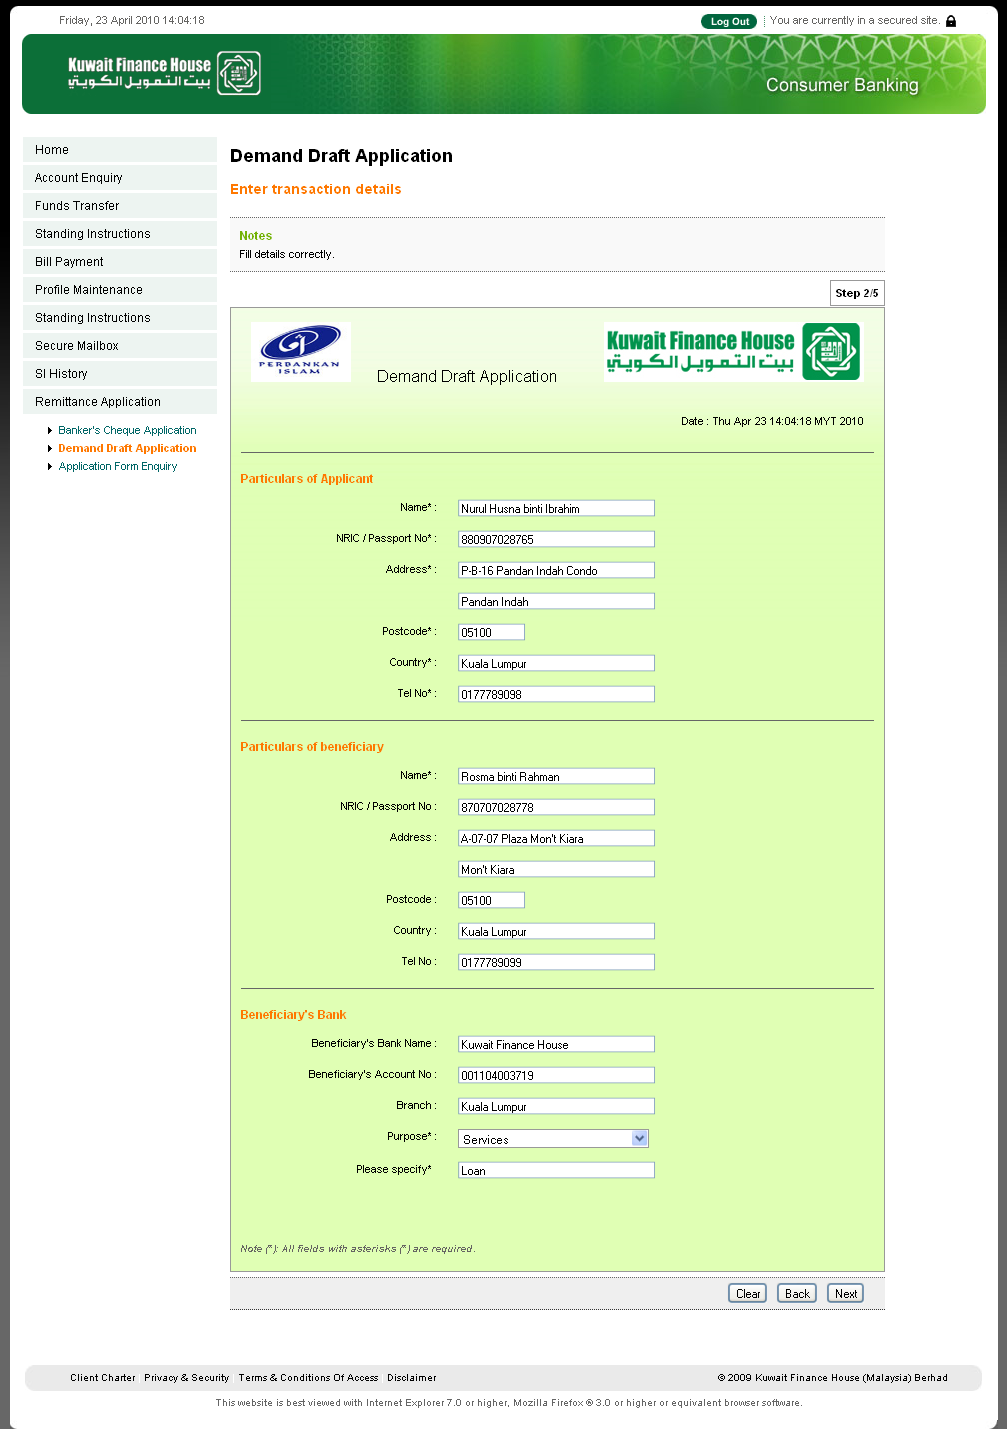 Friday, 23 April 2010 14:04:18
Log Out
You are currently in a secured site.
Kuwait Finance House
بيت التمويل الكويتي
Consumer Banking
Home
Account Enquiry
Funds Transfer
Standing Instructions
Bill Payment
Profile Maintenance
Standing Instructions
Secure Mailbox
SI History
Remittance Application
Banker's Cheque Application
Demand Draft Application
Application Form Enquiry
Demand Draft Application
Enter transaction details
Notes
Fill details correctly.
Step 2/5
PERBANKAN
ISLAM
Demand Draft Application
Kuwait Finance House
بيت التمويل الكويتي
Date : Thu Apr 23 14:04:18 MYT 2010
Particulars of Applicant
Name* : Nurul Husna binti Ibrahim
NRIC / Passport No* : 880907028765
Address* : P-B-16 Pandan Indah Condo
Pandan Indah
Postcode* : 05100
Country* : Kuala Lumpur
Tel No* : 0177789098
Particulars of beneficiary
Name* : Rosma binti Rahman
NRIC / Passport No : 870707028778
Address : A-07-07 Plaza Mon't Kiara
Mon't Kiara
Postcode : 05100
Country : Kuala Lumpur
Tel No : 0177789099
Beneficiary's Bank
Beneficiary's Bank Name : Kuwait Finance House
Beneficiary's Account No : 001104003719
Branch : Kuala Lumpur
Purpose* : Services
Please specify* Loan
Note (*): All fields with asterisks (*) are required.
Clear Back Next
Client Charter Privacy & Security Terms & Conditions Of Access Disclaimer
© 2009 Kuwait Finance House (Malaysia) Berhad
This website is best viewed with Internet Explorer 7.0 or higher, Mozilla Firefox ® 3.0 or higher or equivalent browser software.